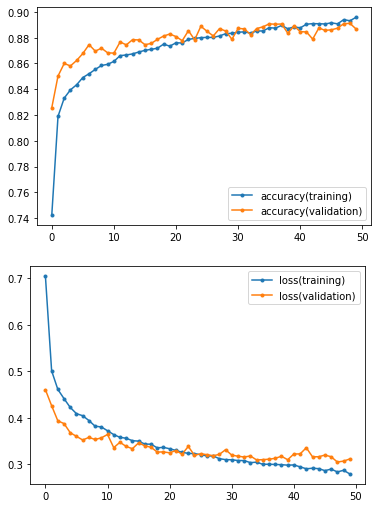 0.90
0.88
0.86
0.84
0.82
0.80
0.78
0.76
0.74
accuracy(training)
accuracy(validation)
0 10 20 30 40 50
0.7
0.6
0.5
0.4
0.3
loss(training)
loss(validation)
0 10 20 30 40 50